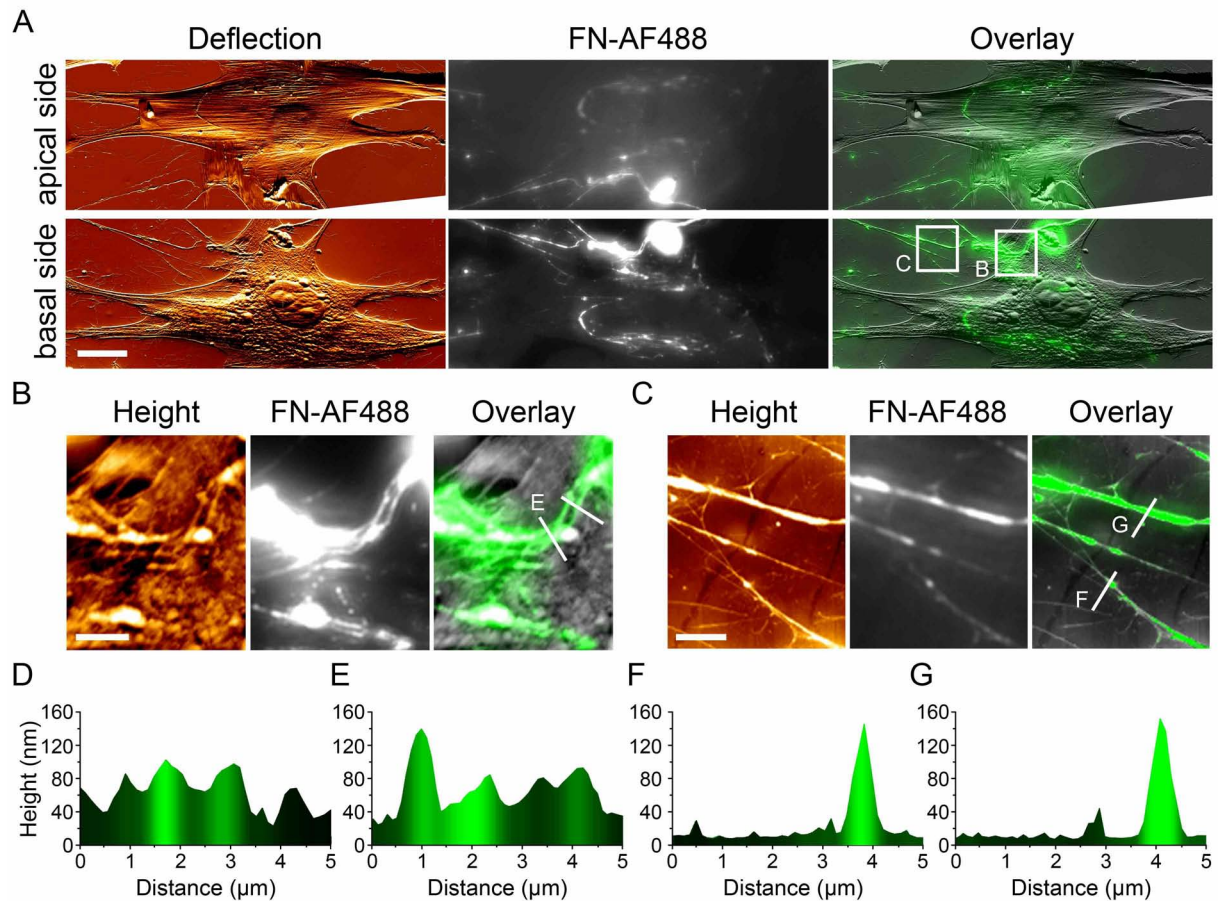 A
Deflection FN-AF488 Overlay
apical side
basal side
C B
B
Height FN-AF488 Overlay
E
C
Height FN-AF488 Overlay
G
F
D
160
120
80
40
0
Height (nm)
0 1 2 3 4 5
Distance (µm)
E
160
120
80
40
0
0 1 2 3 4 5
Distance (µm)
F
160
120
80
40
0
0 1 2 3 4 5
Distance (µm)
G
160
120
80
40
0
0 1 2 3 4 5
Distance (µm)